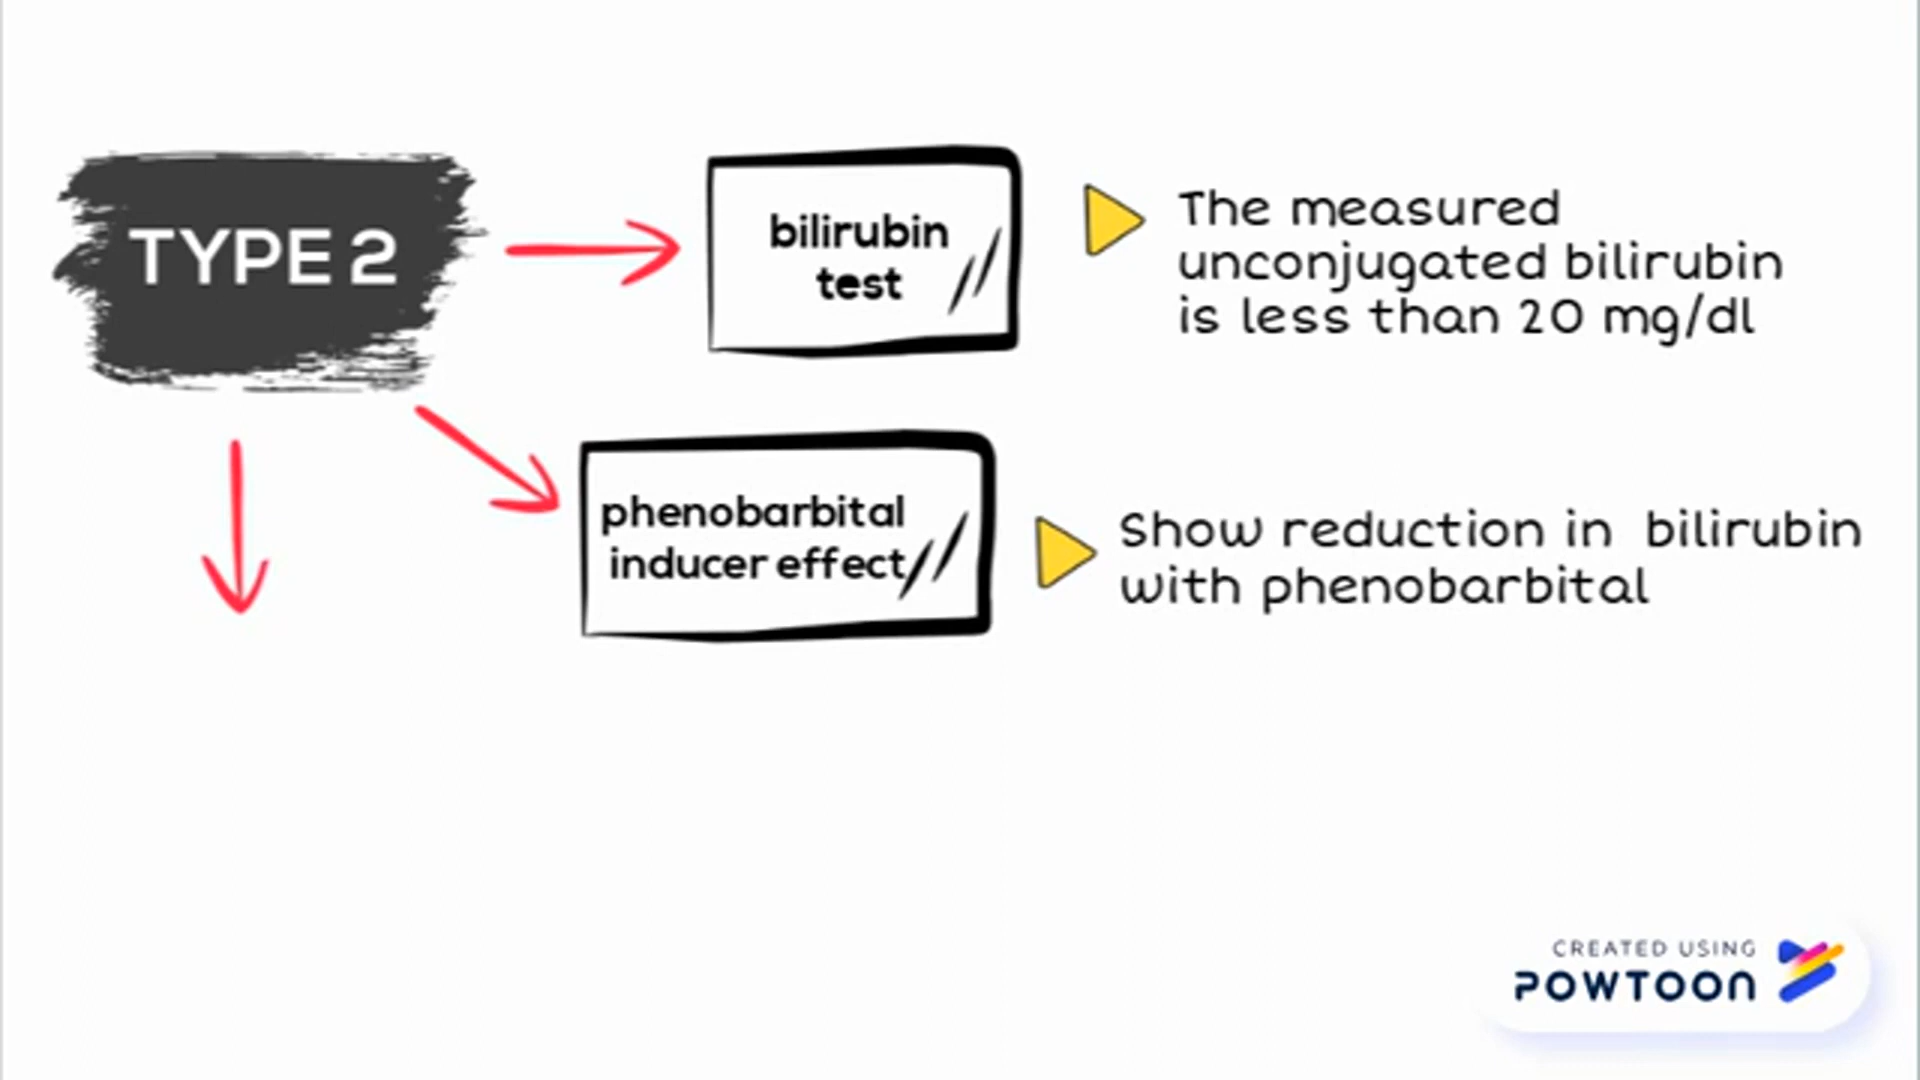 TYPE 2
bilirubin
test
The measured
unconjugated bilirubin
is less than 20 mg/dl
phenobarbital
inducer effect
Show reduction in bilirubin
with phenobarbital
CREATED USING
POWTOON